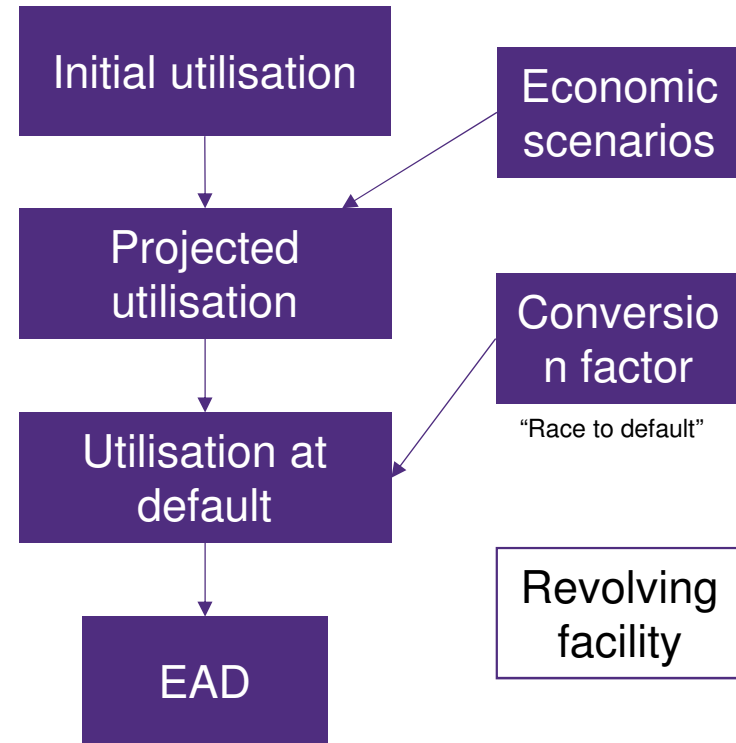 Initial utilisation
Economic
scenarios
Projected
utilisation
Conversio
n factor
“Race to default”
Utilisation at
default
Revolving
facility
EAD